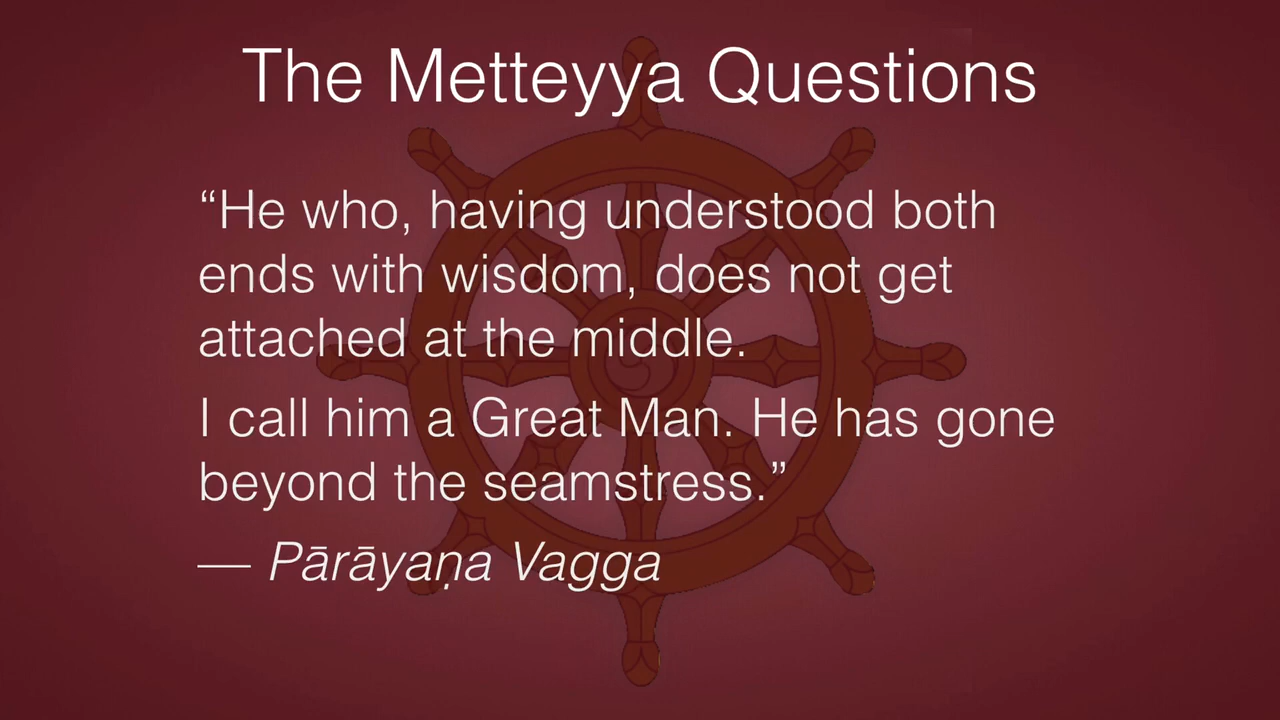 The Metteyya Questions
“He who, having understood both
ends with wisdom, does not get
attached at the middle.
I call him a Great Man. He has gone
beyond the seamstress.”
— Pārāyaṇa Vagga